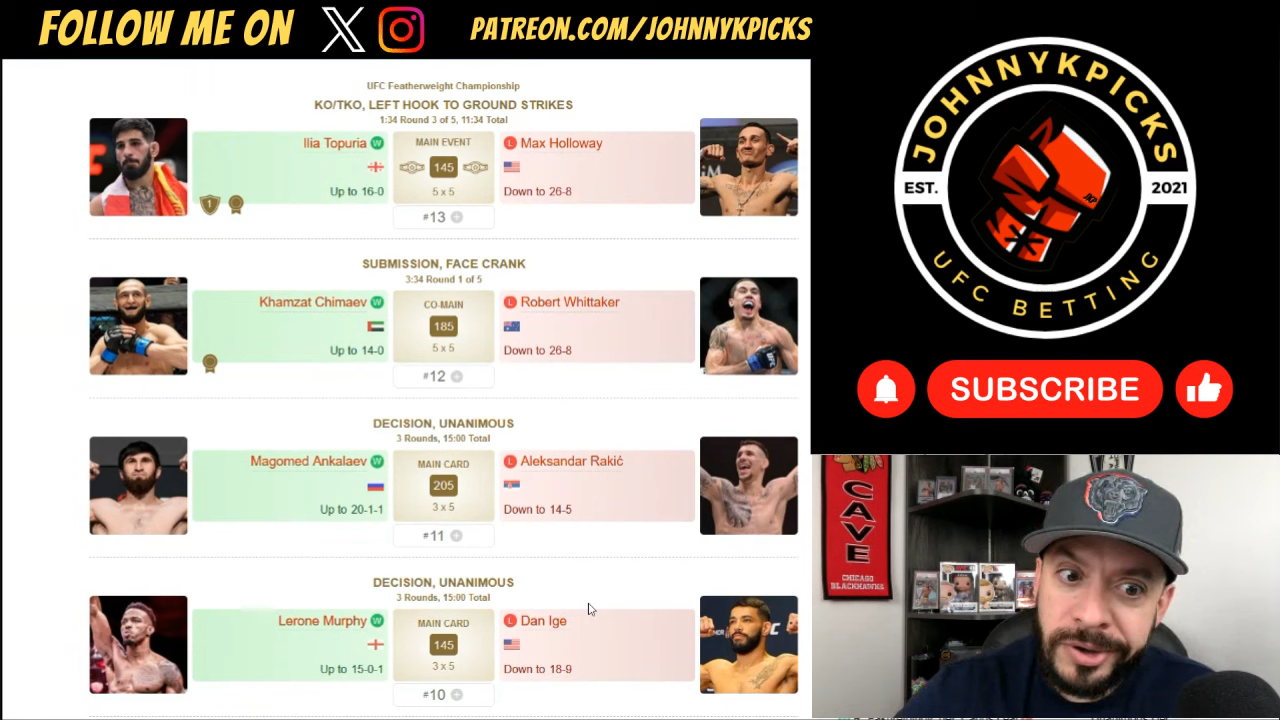 FOLLOW ME ON
PATREON.COM/JOHNNYKPICKS
UFC Featherweight Championship
KO/TKO, LEFT HOOK TO GROUND STRIKES
1:34 Round 3 of 5, 11:34 Total
Ilia Topuria W
MAIN EVENT
L Max Holloway
145
Up to 16-0
5 x 5
Down to 26-8
1
#13
SUBMISSION, FACE CRANK
3:34 Round 1 of 5
Khamzat Chimaev W
CO-MAIN
L Robert Whittaker
185
Up to 14-0
5 x 5
Down to 26-8
#12
DECISION, UNANIMOUS
3 Rounds, 15:00 Total
Magomed Ankalaev W
MAIN CARD
L Aleksandar Rakić
205
Up to 20-1-1
3 x 5
Down to 14-5
#11
DECISION, UNANIMOUS
3 Rounds, 15:00 Total
Lerone Murphy W
MAIN CARD
L Dan Ige
145
Up to 15-0-1
3 x 5
Down to 18-9
#10
JOHNNYKPICKS
EST. 2021
JKP
UFC BETTING
SUBSCRIBE
CAVE
CHICAGO
BLACKHAWKS